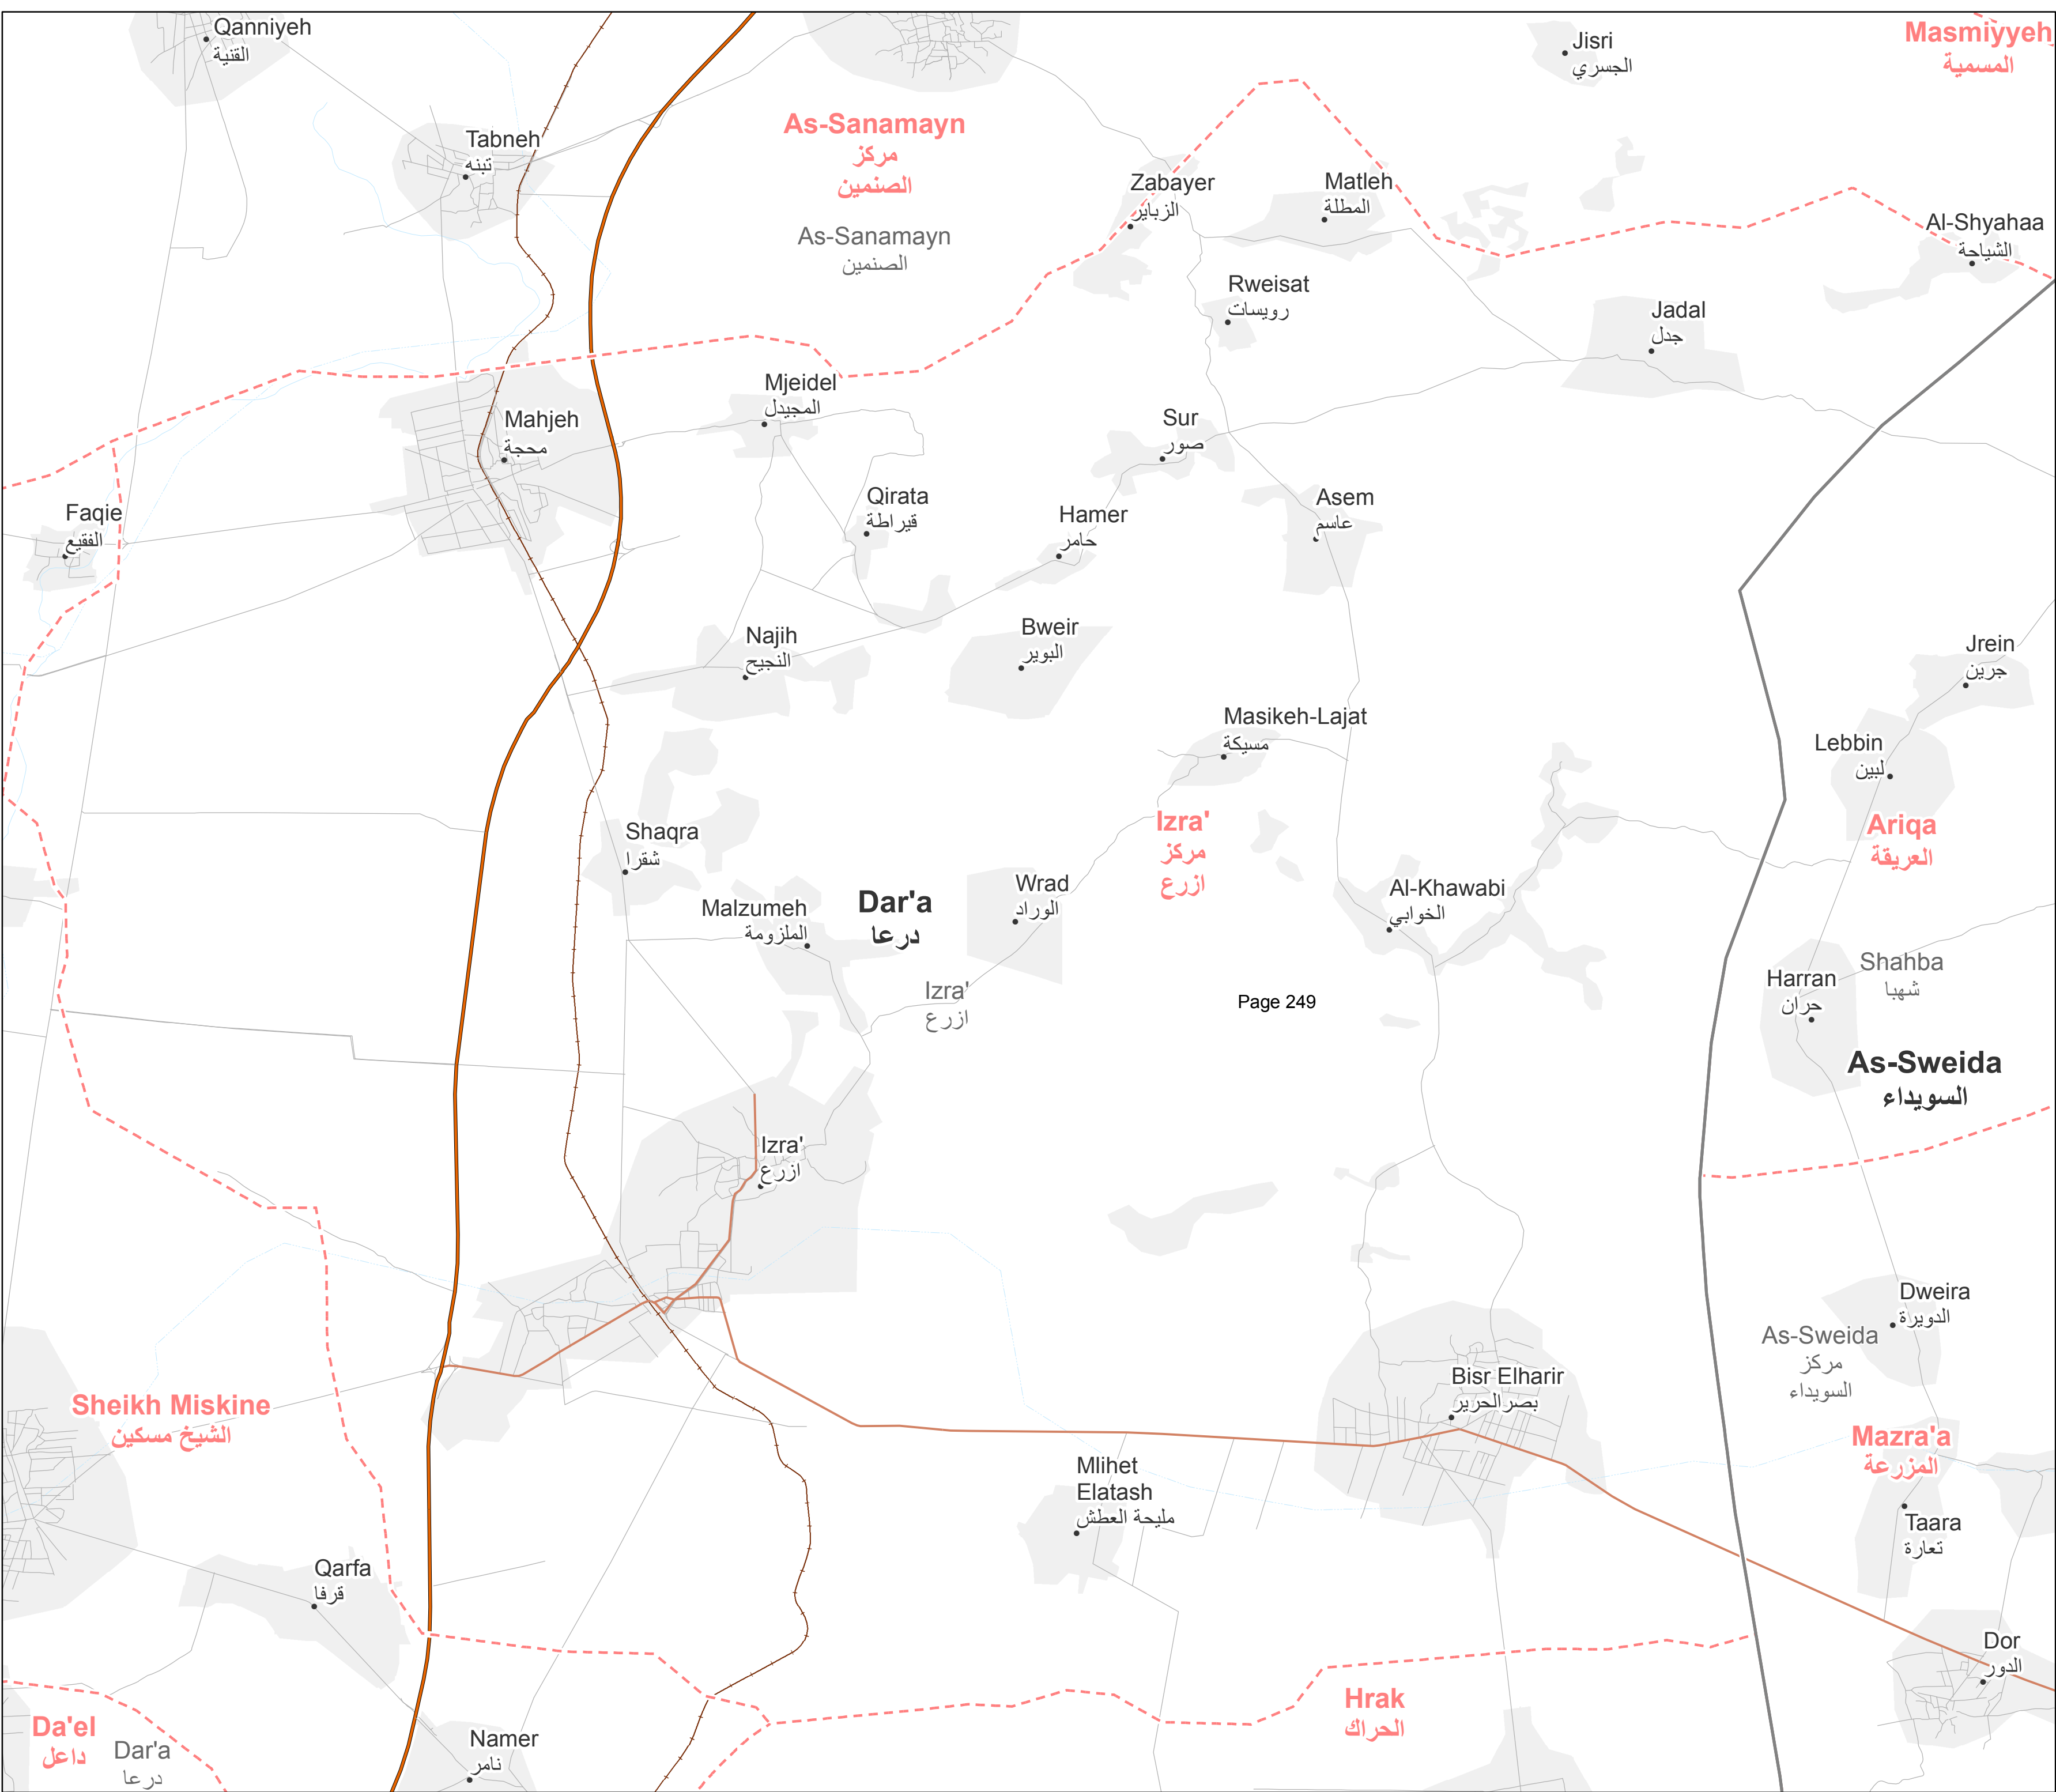 Qanniyeh
القنية
Jisri
الجسري
Masmiyyeh
المسمية
As-Sanamayn
مركز
الصنمين
Tabneh
تبنه
Zabayer
الزباير
Matleh
المطلة
As-Sanamayn
الصنمين
Al-Shyahaa
الشياحة
Rweisat
رويسات
Jadal
جدل
Mjeidel
المجيدل
Mahjeh
محجة
Sur
صور
Qirata
قيراطة
Asem
عاسم
Faqie
الفقيع
Hamer
حامر
Najih
النجيح
Bweir
البوير
Jrein
جرين
Masikeh-Lajat
مسيكة
Lebbin
لبين
Izra'
مركز
ازرع
Ariqa
العريقة
Shaqra
شقرا
Malzumeh
الملزومة
Dar'a
درعا
Wrad
الوراد
Al-Khawabi
الخوابي
Izra'
ازرع
Page 249
Shahba
شهبا
Harran
حران
As-Sweida
السويداء
Izra'
ازرع
Dweira
الدويرة
As-Sweida
مركز
السويداء
Bisr Elharir
بصر الحرير
Sheikh Miskine
الشيخ مسكين
Mazra'a
المزرعة
Mlihet
Elatash
مليحة العطش
Taara
تعارة
Qarfa
قرفا
Dor
الدور
Hrak
الحراك
Da'el
داعل
Dar'a
درعا
Namer
نامر